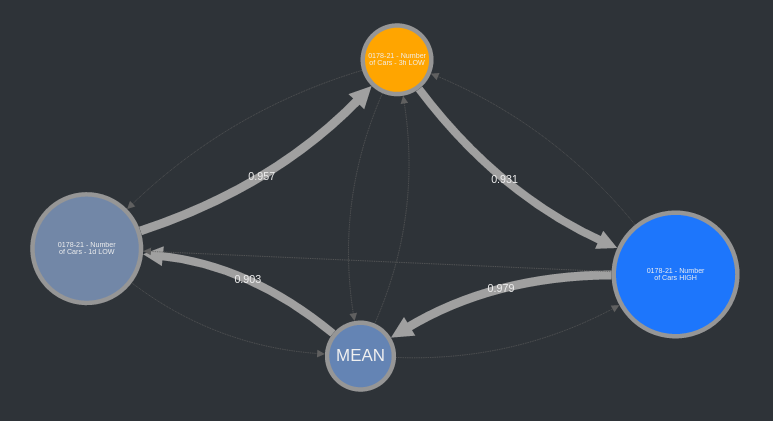 0178-21 - Number
of Cars - 3h LOW
0.957
0.931
0178-21 - Number
of Cars - 1d LOW
0178-21 - Number
of Cars HIGH
0.903
0.979
MEAN